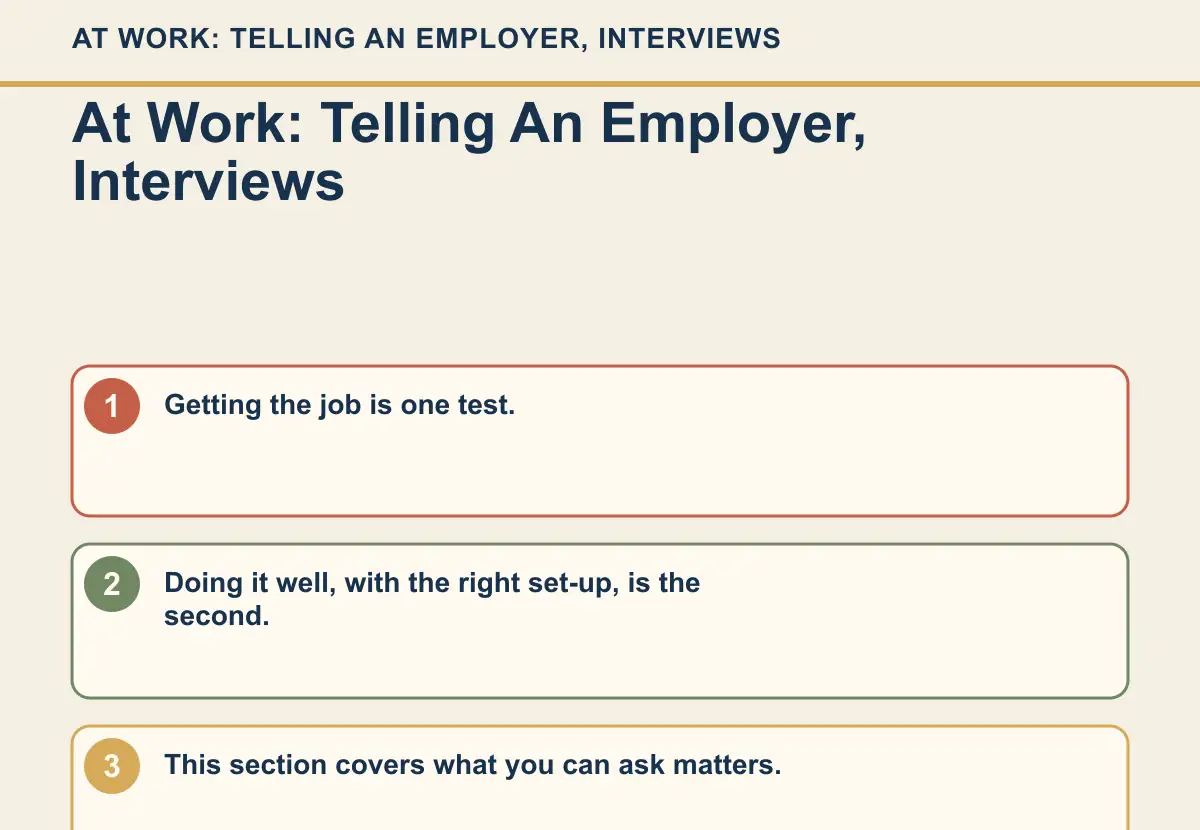 AT WORK: TELLING AN EMPLOYER, INTERVIEWS
At Work: Telling An Employer,
Interviews
1
Getting the job is one test.
2
Doing it well, with the right set-up, is the
second.
3
This section covers what you can ask matters.